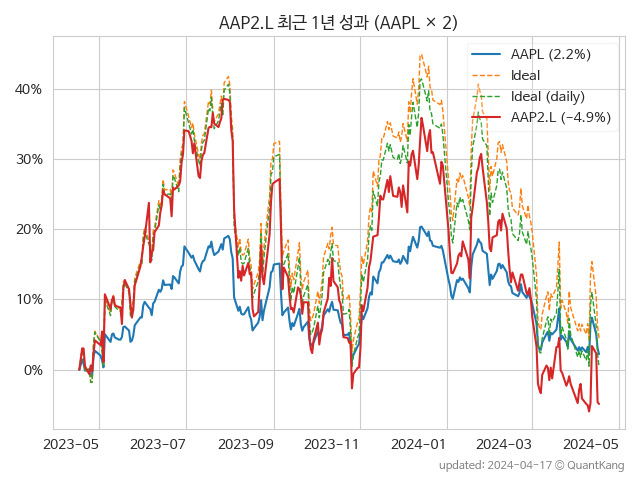 AAP2.L 최근 1년 성과 (AAPL × 2)
AAPL (2.2%)
Ideal
Ideal (daily)
AAP2.L (−4.9%)
40%
30%
20%
10%
0%
2023-05 2023-07 2023-09 2023-11 2024-01 2024-03 2024-05
updated: 2024-04-17 © QuantKang